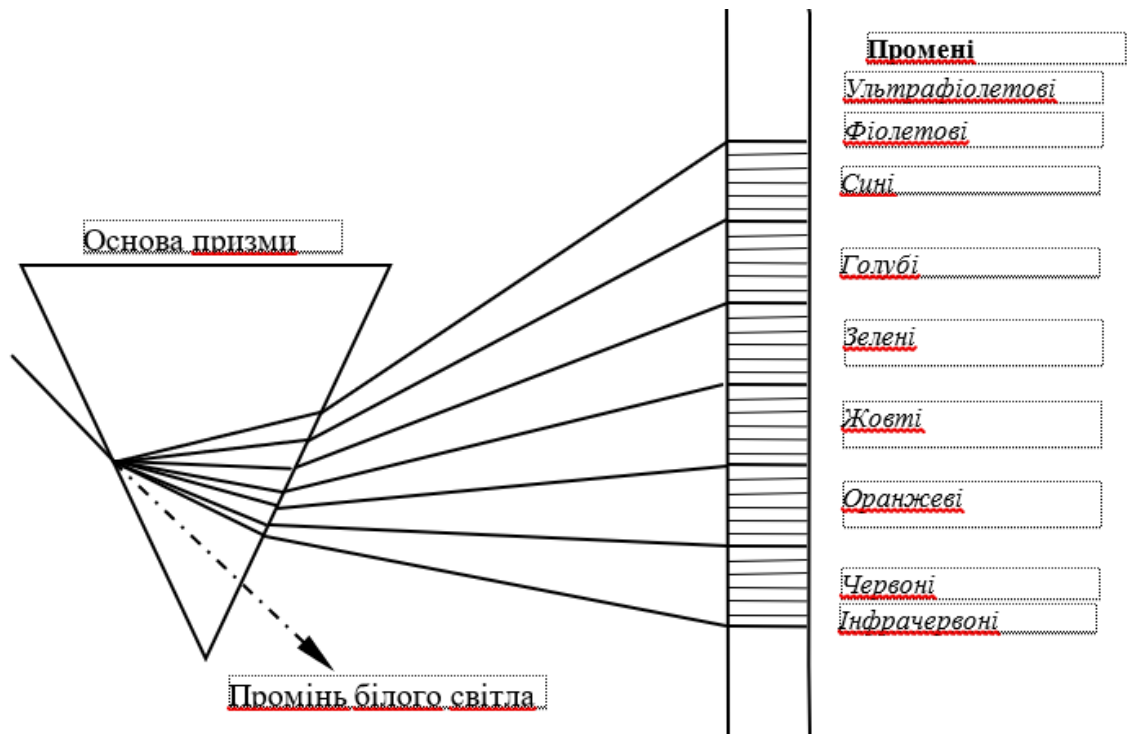 Промені
Ультрафіолетові
Фіолетові
Сині
Основа призми
Голубі
Зелені
Жовті
Оранжеві
Червоні
Інфрачервоні
Промінь білого світла